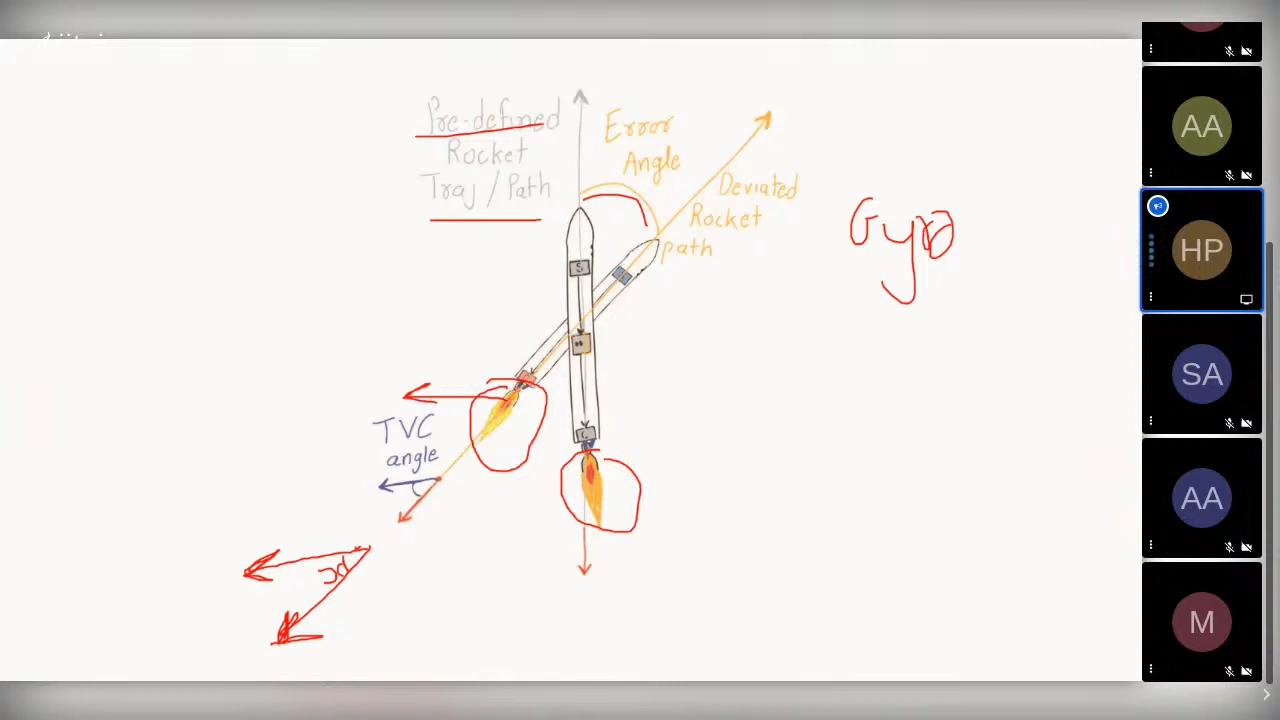 Pre-defined
Rocket
Traj / Path
Error
Angle
Deviated
Rocket
path
Gyro
S.
C.
TVC
angle
AA
HP
SA
AA
M